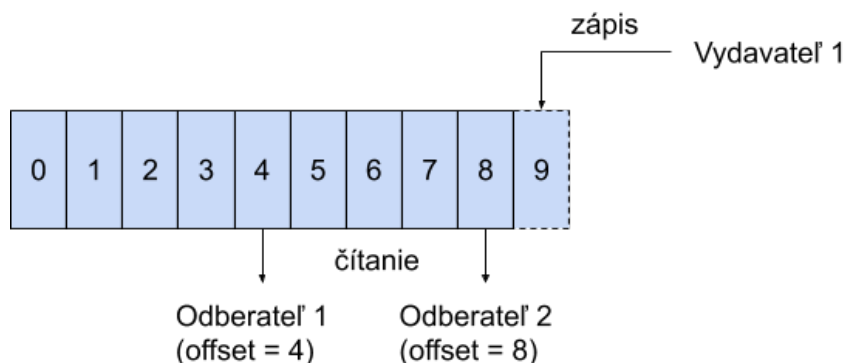 zápis
Vydavateľ 1
0 1 2 3 4 5 6 7 8 9
čítanie
Odberateľ 1 Odberateľ 2
(offset = 4) (offset = 8)